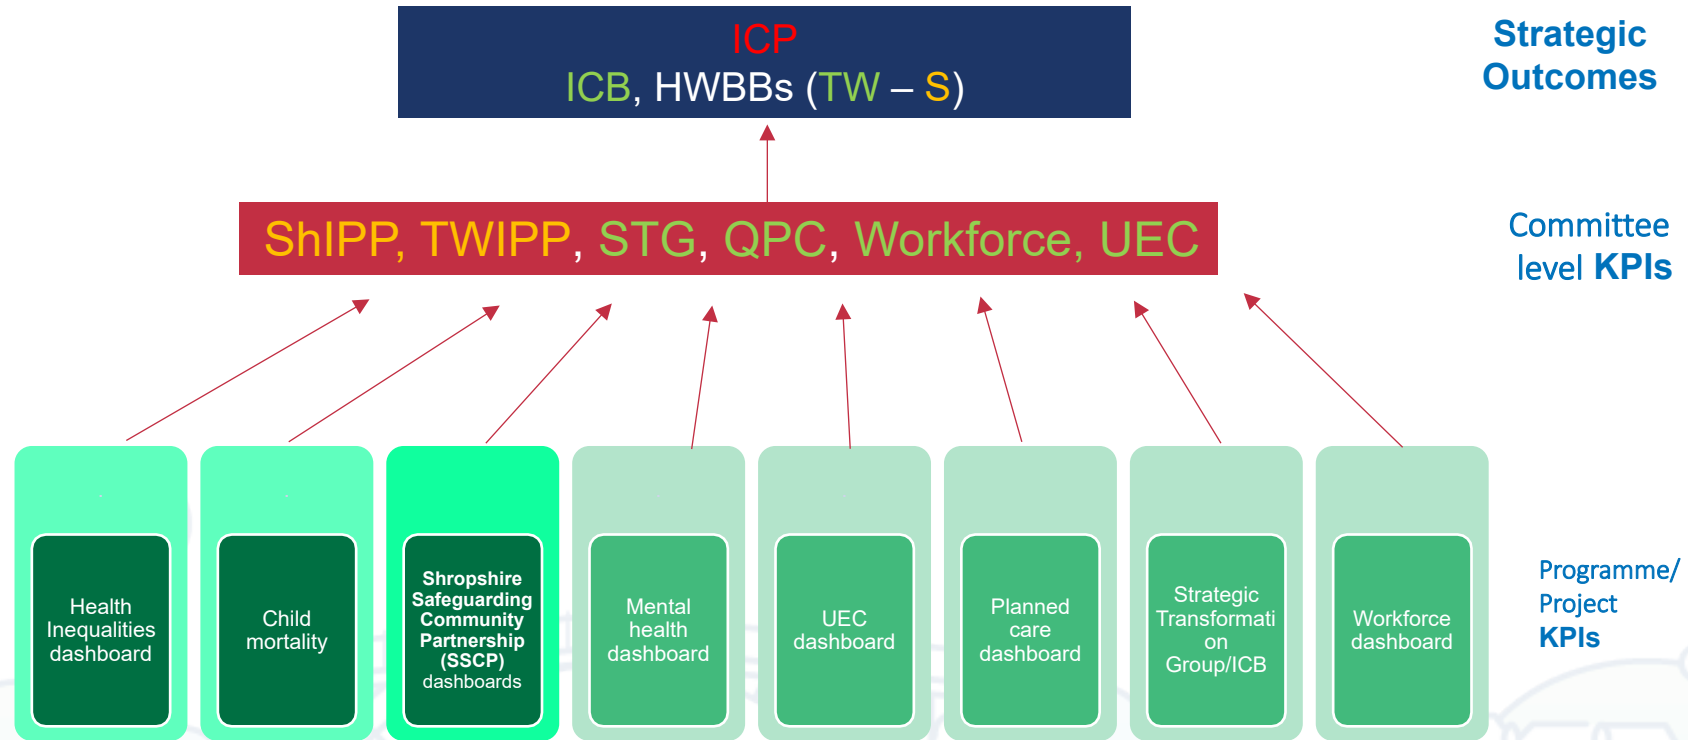 ICP
ICB, HWBBs (TW – S)
Strategic
Outcomes
ShIPP, TWIPP, STG, QPC, Workforce, UEC
Committee
level KPIs
Health
Inequalities
dashboard
Child
mortality
Shropshire
Safeguarding
Community
Partnership
(SSCP)
dashboards
Mental
health
dashboard
UEC
dashboard
Planned
care
dashboard
Strategic
Transformati
on
Group/ICB
Workforce
dashboard
Programme/
Project
KPIs